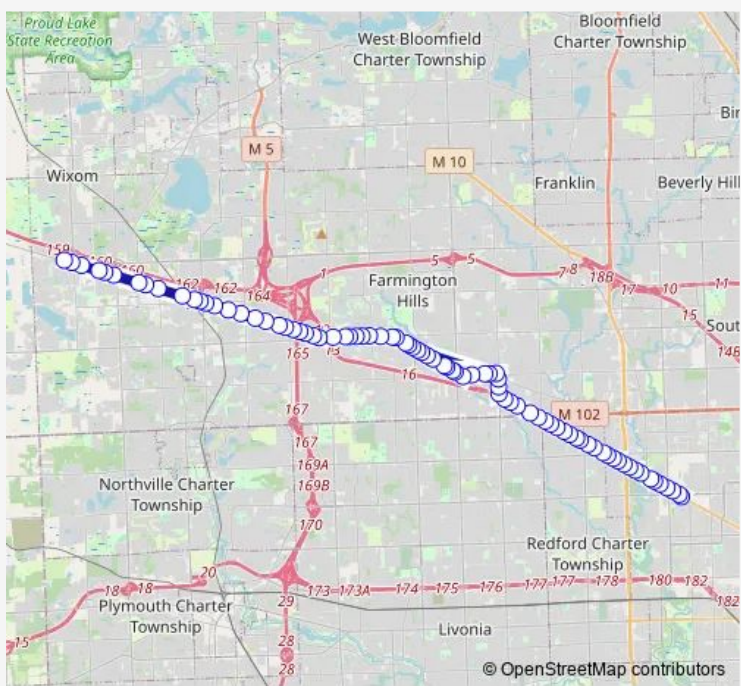 Proud Lake
State Recreation
Area
West Bloomfield
Charter Township
Bloomfield
Charter Township
M 5
M 10
Wixom
Franklin
Beverly Hill
159
160
162
162
164
1
5
5
7
8
18B
10
11
17
15
Farmington
Hills
14B
165
16
M 102
167
167
169A
169B
170
Northville Charter
Township
Redford Charter
Township
20
18
18
173
173A
174
175
176
177
177
178
180
182
182
29
Plymouth Charter
Township
15
Livonia
28
28
© OpenStreetMap contributors